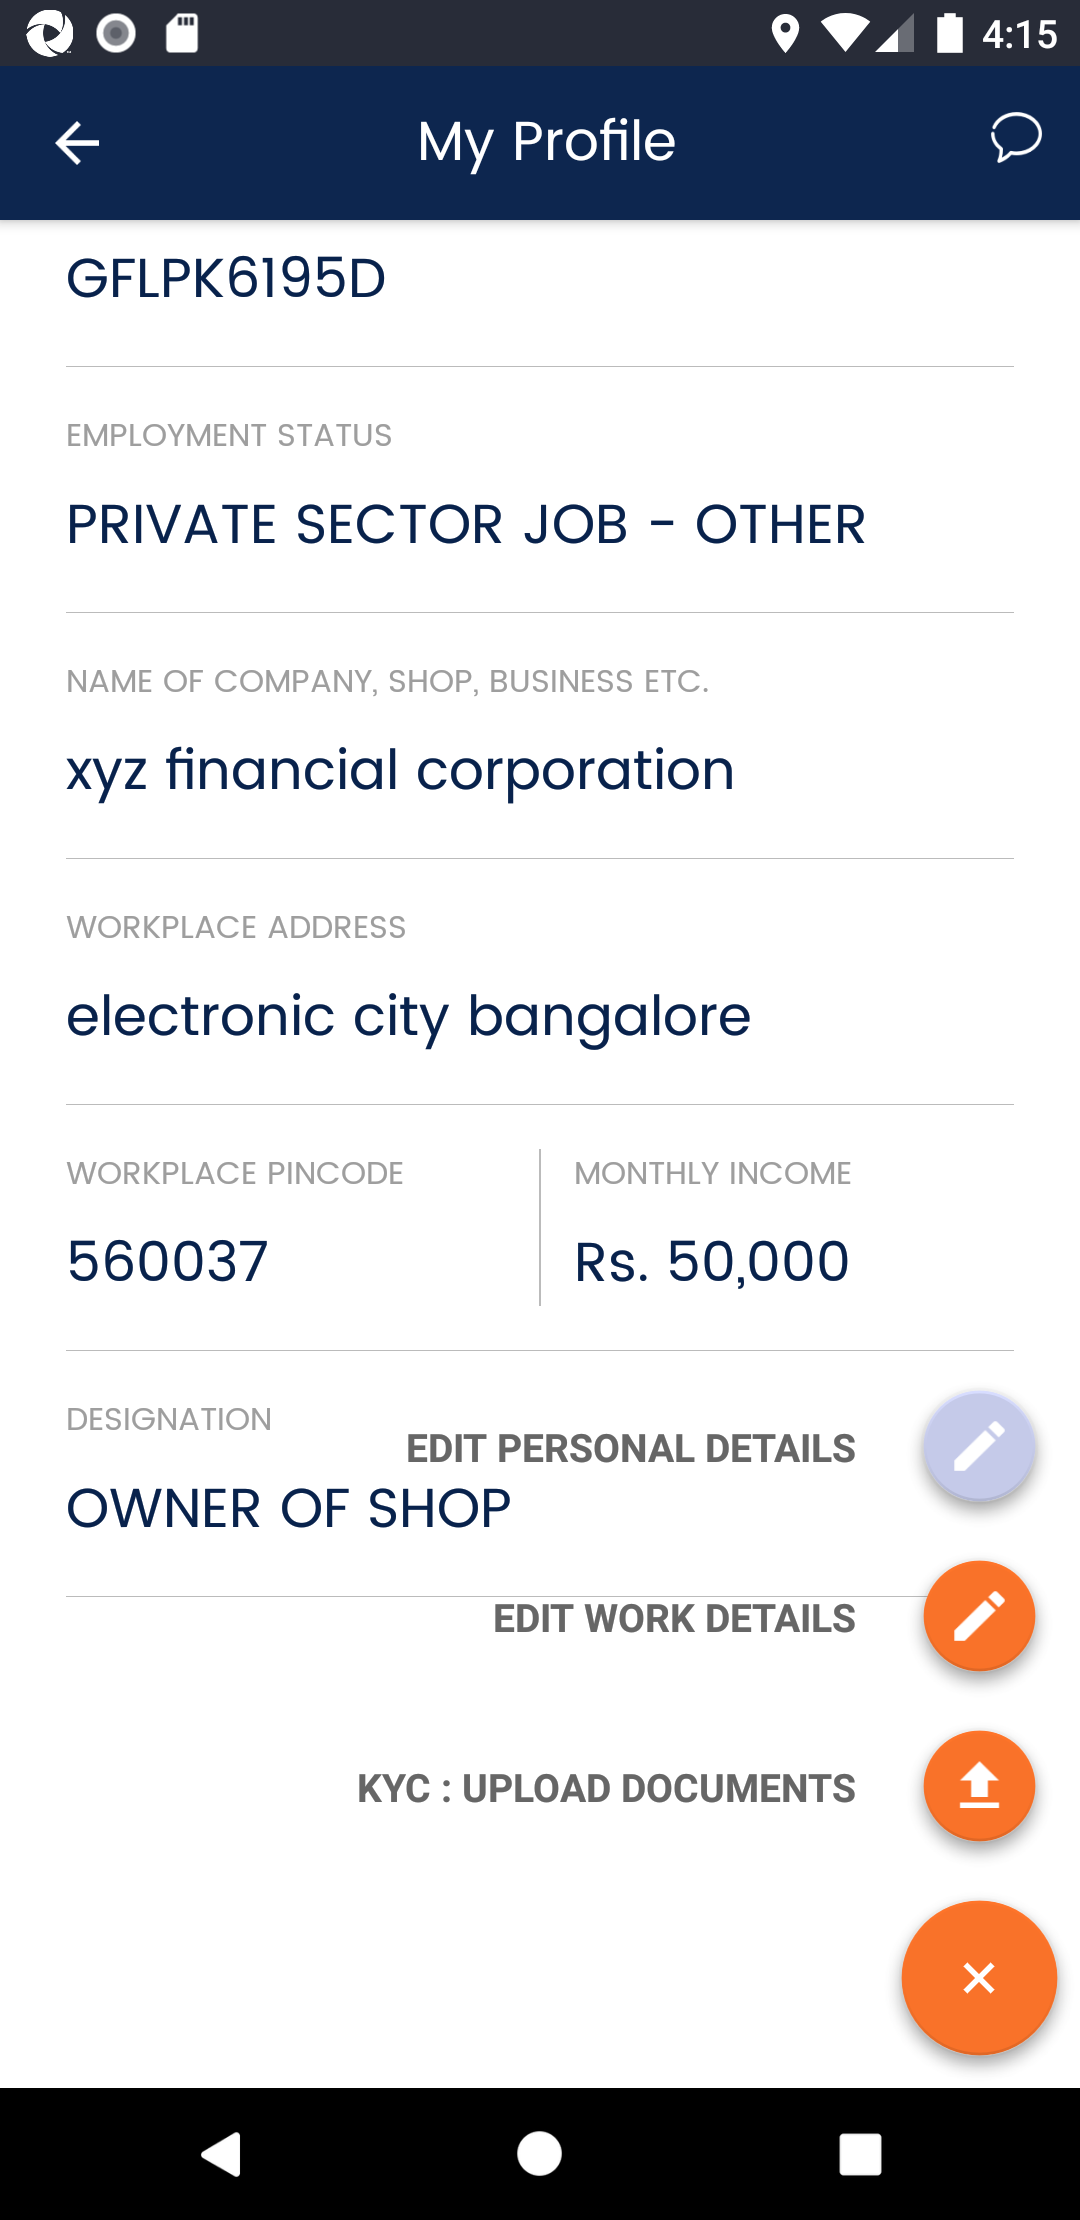 4:15
My Profile
GFLPK6195D
EMPLOYMENT STATUS
PRIVATE SECTOR JOB - OTHER
NAME OF COMPANY, SHOP, BUSINESS ETC.
xyz financial corporation
WORKPLACE ADDRESS
electronic city bangalore
WORKPLACE PINCODE
560037
MONTHLY INCOME
Rs. 50,000
DESIGNATION
EDIT PERSONAL DETAILS
OWNER OF SHOP
EDIT WORK DETAILS
KYC : UPLOAD DOCUMENTS